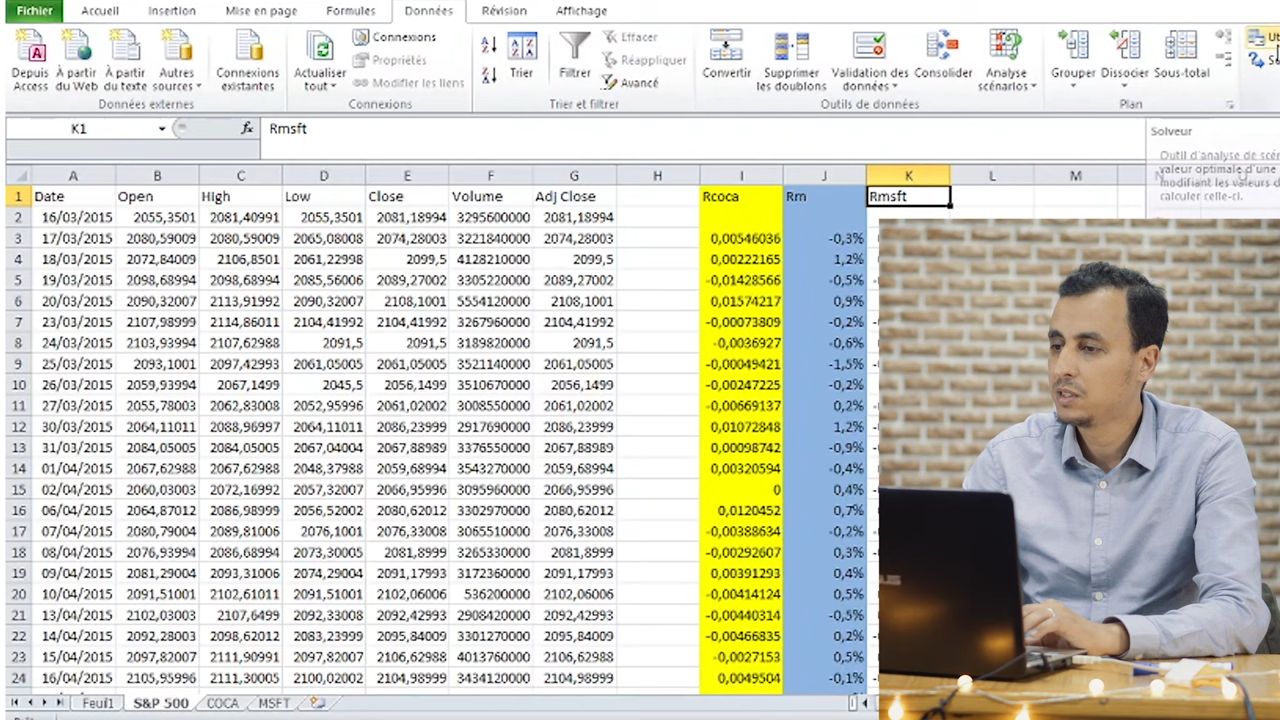 Fichier Accueil Insertion Mise en page Formules Données Révision Affichage
Depuis Access
À partir du Web
À partir du texte
Autres sources
Connexions existantes
Données externes
Actualiser tout
Connexions
Propriétés
Modifier les liens
Connexions
Trier
Filtrer
Effacer
Réappliquer
Avancé
Trier et filtrer
Convertir
Supprimer les doublons
Validation des données
Consolider
Analyse scénarios
Outils de données
Grouper
Dissocier
Sous-total
Plan
K1 fx Rmsft
Solveur
Outil d'analyse de
valeur optimale d'une
modifiant les valeurs
calculer celle-ci.
A B C D E F G H I J K L M
1 Date Open High Low Close Volume Adj Close Rcoca Rm Rmsft
2 16/03/2015 2055,3501 2081,40991 2055,3501 2081,18994 3295600000 2081,18994
3 17/03/2015 2080,59009 2080,59009 2065,08008 2074,28003 3221840000 2074,28003 0,00546036 -0,3%
4 18/03/2015 2072,84009 2106,8501 2061,22998 2099,5 4128210000 2099,5 0,00222165 1,2%
5 19/03/2015 2098,68994 2098,68994 2085,56006 2089,27002 3305220000 2089,27002 -0,01428566 -0,5%
6 20/03/2015 2090,32007 2113,91992 2090,32007 2108,1001 5554120000 2108,1001 0,01574217 0,9%
7 23/03/2015 2107,98999 2114,86011 2104,41992 2104,41992 3267960000 2104,41992 -0,00073809 -0,2%
8 24/03/2015 2103,93994 2107,62988 2091,5 2091,5 3189820000 2091,5 -0,0036927 -0,6%
9 25/03/2015 2093,1001 2097,42993 2061,05005 2061,05005 3521140000 2061,05005 -0,00049421 -1,5%
10 26/03/2015 2059,93994 2067,1499 2045,5 2056,1499 3510670000 2056,1499 -0,00247225 -0,2%
11 27/03/2015 2055,78003 2062,83008 2052,95996 2061,02002 3008550000 2061,02002 -0,00669137 0,2%
12 30/03/2015 2064,11011 2088,96997 2064,11011 2086,23999 2917690000 2086,23999 0,01072848 1,2%
13 31/03/2015 2084,05005 2084,05005 2067,04004 2067,88989 3376550000 2067,88989 0,00098742 -0,9%
14 01/04/2015 2067,62988 2067,62988 2048,37988 2059,68994 3543270000 2059,68994 0,00320594 -0,4%
15 02/04/2015 2060,03003 2072,16992 2057,32007 2066,95996 3095960000 2066,95996 0 0,4%
16 06/04/2015 2064,87012 2086,98999 2056,52002 2080,62012 3302970000 2080,62012 0,0120452 0,7%
17 07/04/2015 2080,79004 2089,81006 2076,1001 2076,33008 3065510000 2076,33008 -0,00388634 -0,2%
18 08/04/2015 2076,93994 2086,68994 2073,30005 2081,8999 3265330000 2081,8999 -0,00292607 0,3%
19 09/04/2015 2081,29004 2093,31006 2074,29004 2091,17993 3172360000 2091,17993 0,00391293 0,4%
20 10/04/2015 2091,51001 2102,61011 2091,51001 2102,06006 536200000 2102,06006 -0,00414124 0,5%
21 13/04/2015 2102,03003 2107,6499 2092,33008 2092,42993 2908420000 2092,42993 -0,00440314 -0,5%
22 14/04/2015 2092,28003 2098,62012 2083,23999 2095,84009 3301270000 2095,84009 -0,00466835 0,2%
23 15/04/2015 2097,82007 2111,90991 2097,82007 2106,62988 4013760000 2106,62988 -0,0027153 0,5%
24 16/04/2015 2105,95996 2111,30005 2100,02002 2104,98999 3434120000 2104,98999 0,0049504 -0,1%
Feuil1 S&P 500 COCA MSFT